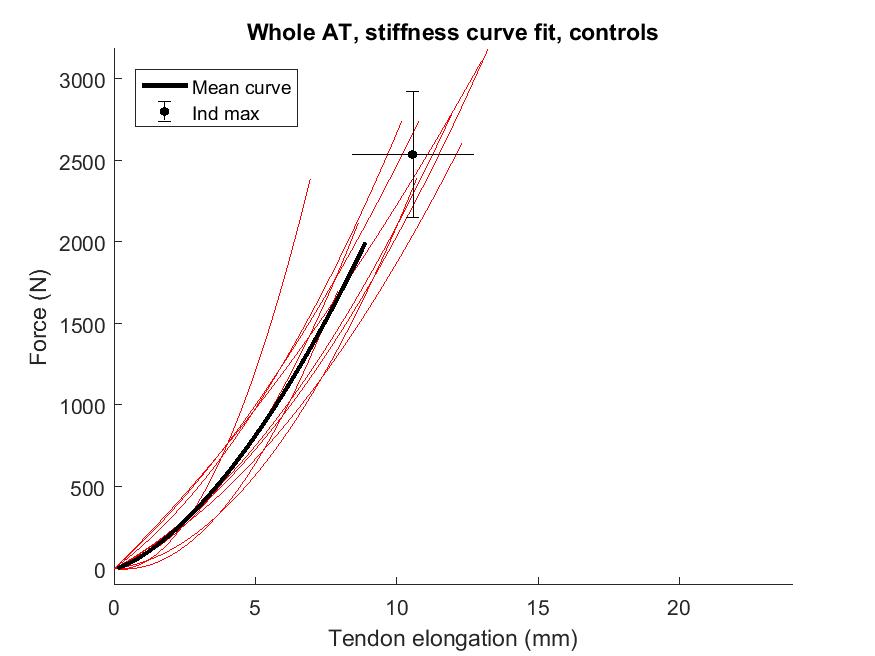 Whole AT, stiffness curve fit, controls
Mean curve
Ind max
3000
2500
2000
1500
1000
500
0
Force (N)
0 5 10 15 20
Tendon elongation (mm)